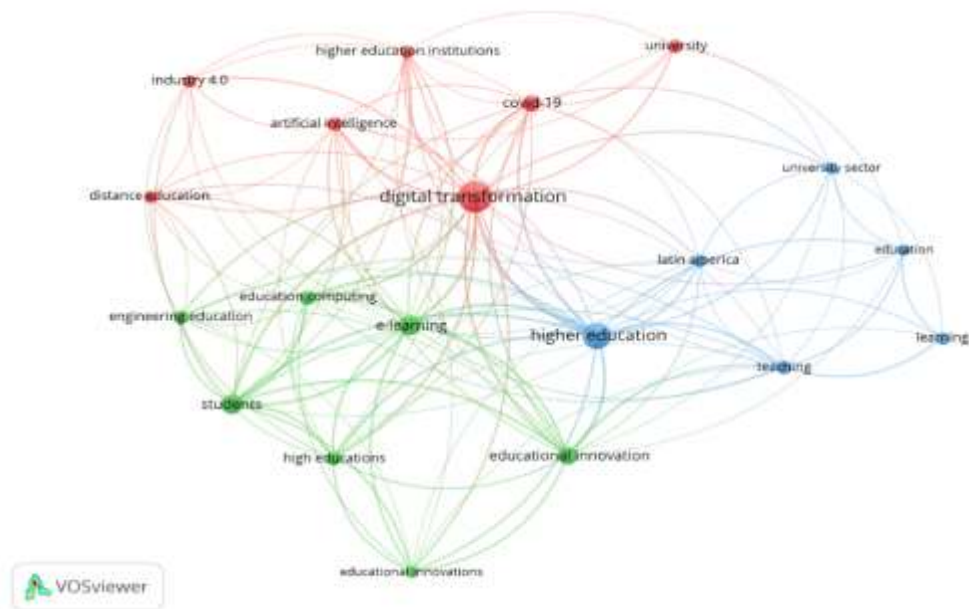 higher education institutions
university
industry 4.0
covid-19
artificial intelligence
university sector
distance education
digital transformation
education
latin america
education computing
engineering education
e-learning
higher education
learning
teaching
students
high educations
educational innovation
educational innovations
VOSviewer